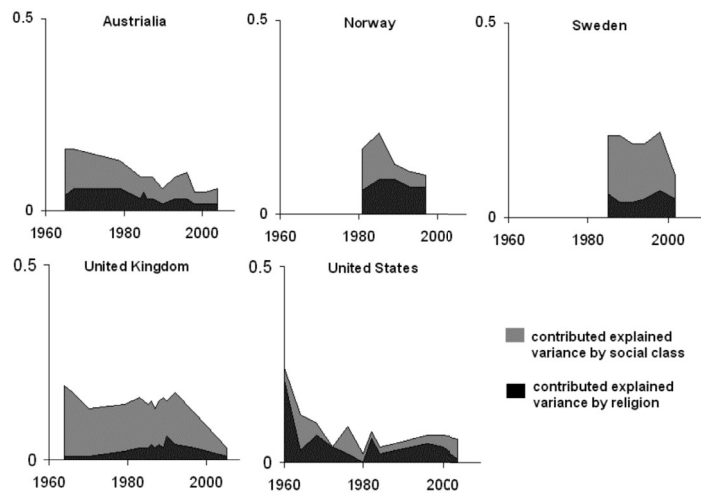 0.5
Austrialia
0
1960
1980
2000
0.5
Norway
0
1960
1980
2000
0.5
Sweden
0
1960
1980
2000
0.5
United Kingdom
0
1960
1980
2000
0.5
United States
0
1960
1980
2000
contributed explained
variance by social class
contributed explained
variance by religion